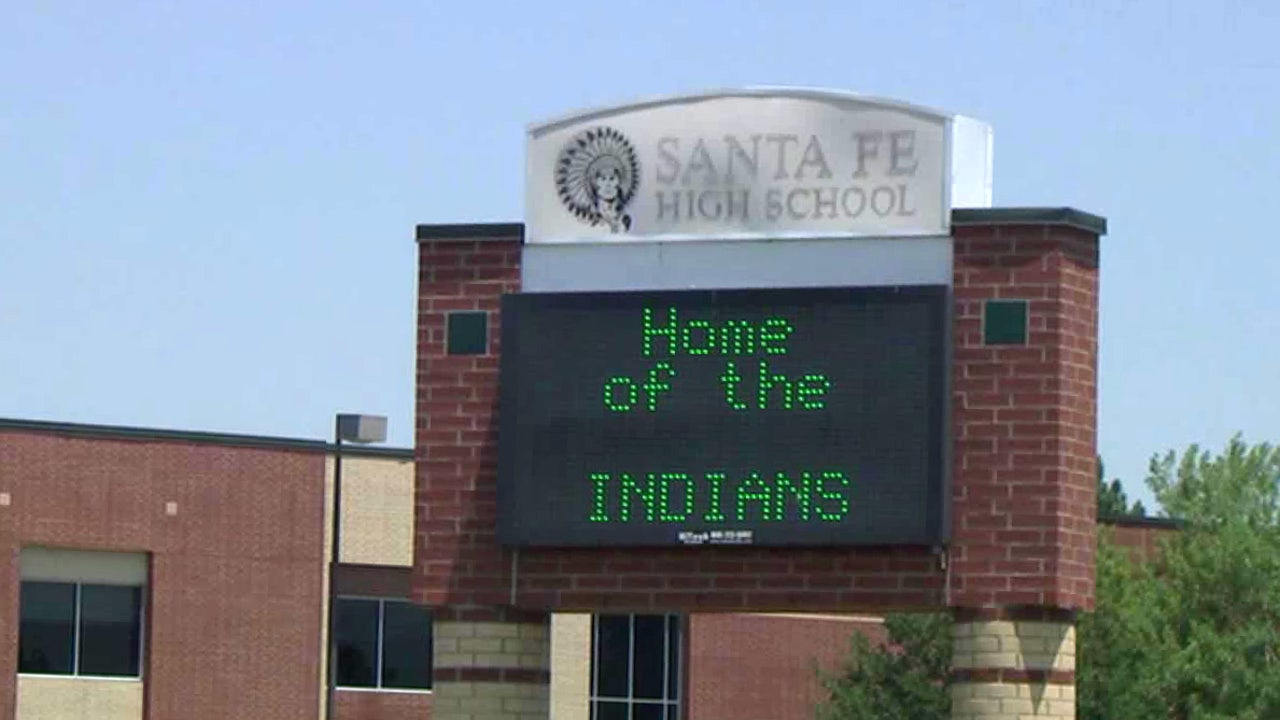 SANTA FE
HIGH SCHOOL
Home
of the
INDIANS